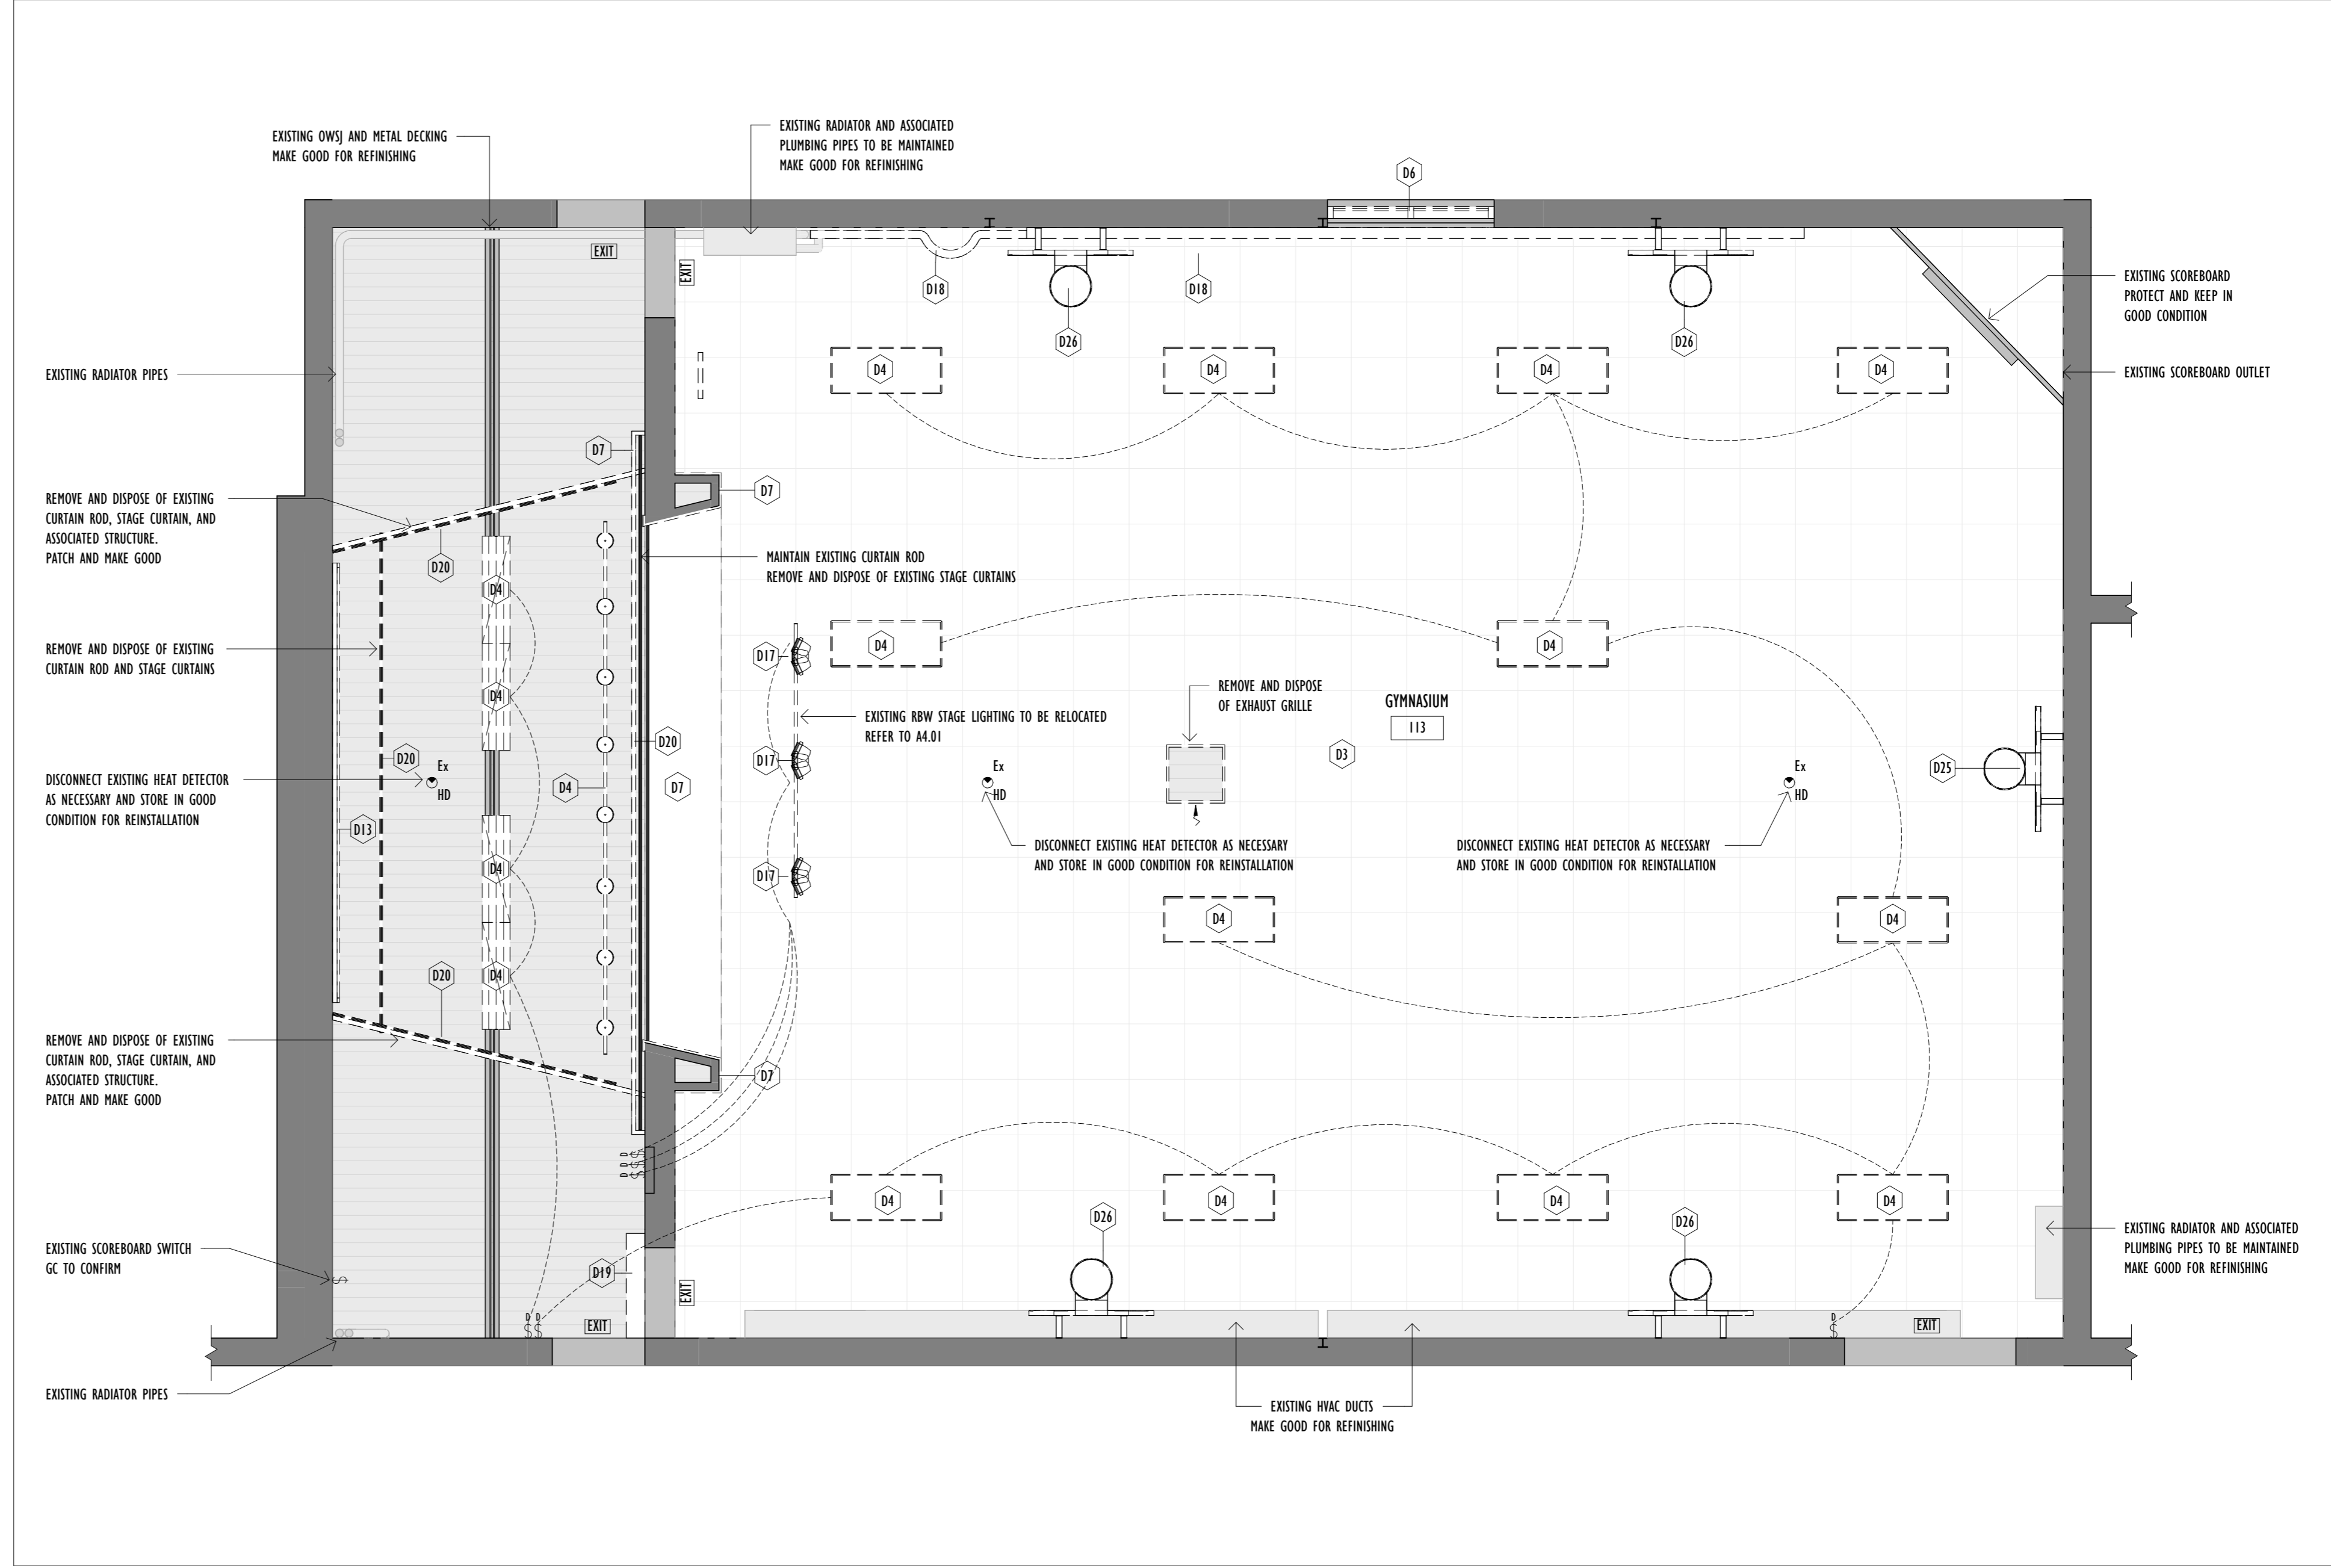 EXISTING OWSJ AND METAL DECKING
MAKE GOOD FOR REFINISHING
EXISTING RADIATOR AND ASSOCIATED
PLUMBING PIPES TO BE MAINTAINED
MAKE GOOD FOR REFINISHING
D6
EXIT
EXIT
D18
D18
D26
D26
EXISTING SCOREBOARD
PROTECT AND KEEP IN
GOOD CONDITION
EXISTING RADIATOR PIPES
D4
D4
D4
D4
EXISTING SCOREBOARD OUTLET
D7
D7
REMOVE AND DISPOSE OF EXISTING
CURTAIN ROD, STAGE CURTAIN, AND
ASSOCIATED STRUCTURE.
PATCH AND MAKE GOOD
D20
D4
MAINTAIN EXISTING CURTAIN ROD
REMOVE AND DISPOSE OF EXISTING STAGE CURTAINS
REMOVE AND DISPOSE OF EXISTING
CURTAIN ROD AND STAGE CURTAINS
D4
D17
D4
D4
REMOVE AND DISPOSE
OF EXHAUST GRILLE
GYMNASIUM
113
EXISTING RBW STAGE LIGHTING TO BE RELOCATED
REFER TO A4.01
D20
D20
D17
D3
D25
DISCONNECT EXISTING HEAT DETECTOR
AS NECESSARY AND STORE IN GOOD
CONDITION FOR REINSTALLATION
Ex
HD
D4
D7
Ex
HD
Ex
HD
D13
DISCONNECT EXISTING HEAT DETECTOR AS NECESSARY
AND STORE IN GOOD CONDITION FOR REINSTALLATION
DISCONNECT EXISTING HEAT DETECTOR AS NECESSARY
AND STORE IN GOOD CONDITION FOR REINSTALLATION
D4
D17
D4
D4
D20
D4
REMOVE AND DISPOSE OF EXISTING
CURTAIN ROD, STAGE CURTAIN, AND
ASSOCIATED STRUCTURE.
PATCH AND MAKE GOOD
D7
D $
D $
D $
D4
D4
D4
D4
D26
D26
EXISTING SCOREBOARD SWITCH
GC TO CONFIRM
$
D19
EXIT
EXISTING RADIATOR AND ASSOCIATED
PLUMBING PIPES TO BE MAINTAINED
MAKE GOOD FOR REFINISHING
D D
$ $
EXIT
D
$
EXIT
EXISTING RADIATOR PIPES
EXISTING HVAC DUCTS
MAKE GOOD FOR REFINISHING